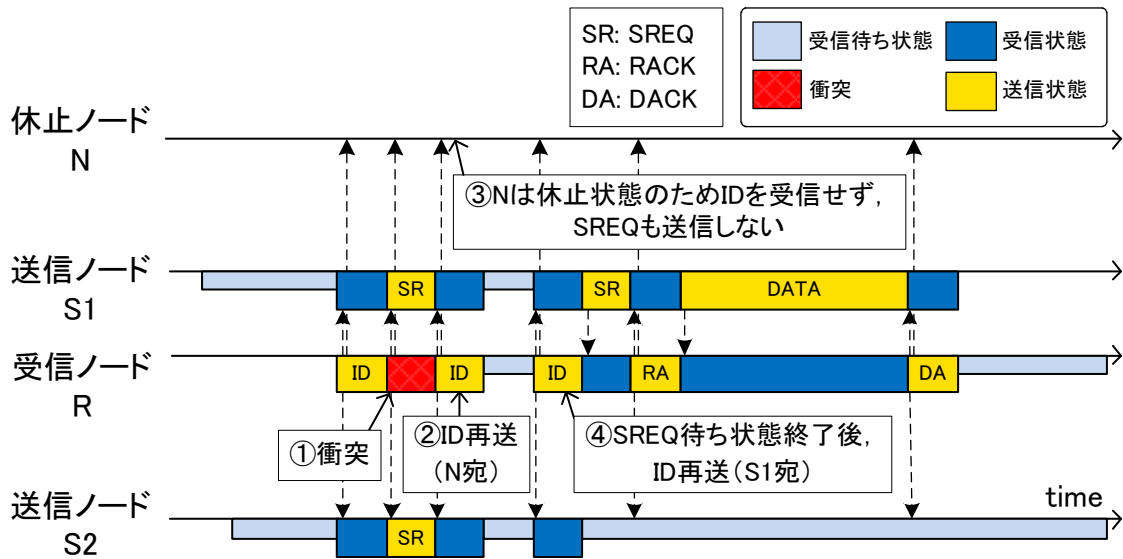 SR: SREQ
RA: RACK
DA: DACK
受信待ち状態
受信状態
衝突
送信状態
休止ノード
N
③Nは休止状態のためIDを受信せず,
SREQも送信しない
送信ノード
S1
SR
SR
DATA
受信ノード
R
ID
ID
ID
RA
DA
①衝突
②ID再送
(N宛)
④SREQ待ち状態終了後,
ID再送(S1宛)
送信ノード
S2
time
SR